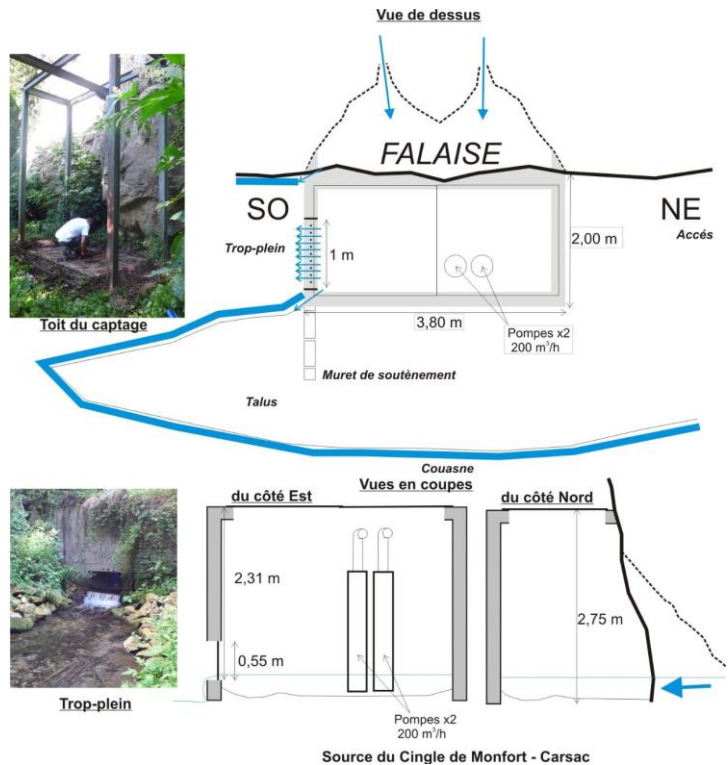 Vue de dessus
FALAISE
SO
NE
Accés
Trop-plein
1 m
2,00 m
Toit du captage
3,80 m
Pompes x2
200 m³/h
Muret de soutènement
Talus
Couasne
Vues en coupes
du côté Est
du côté Nord
2,31 m
2,75 m
0,55 m
Trop-plein
Pompes x2
200 m³/h
Source du Cingle de Monfort - Carsac